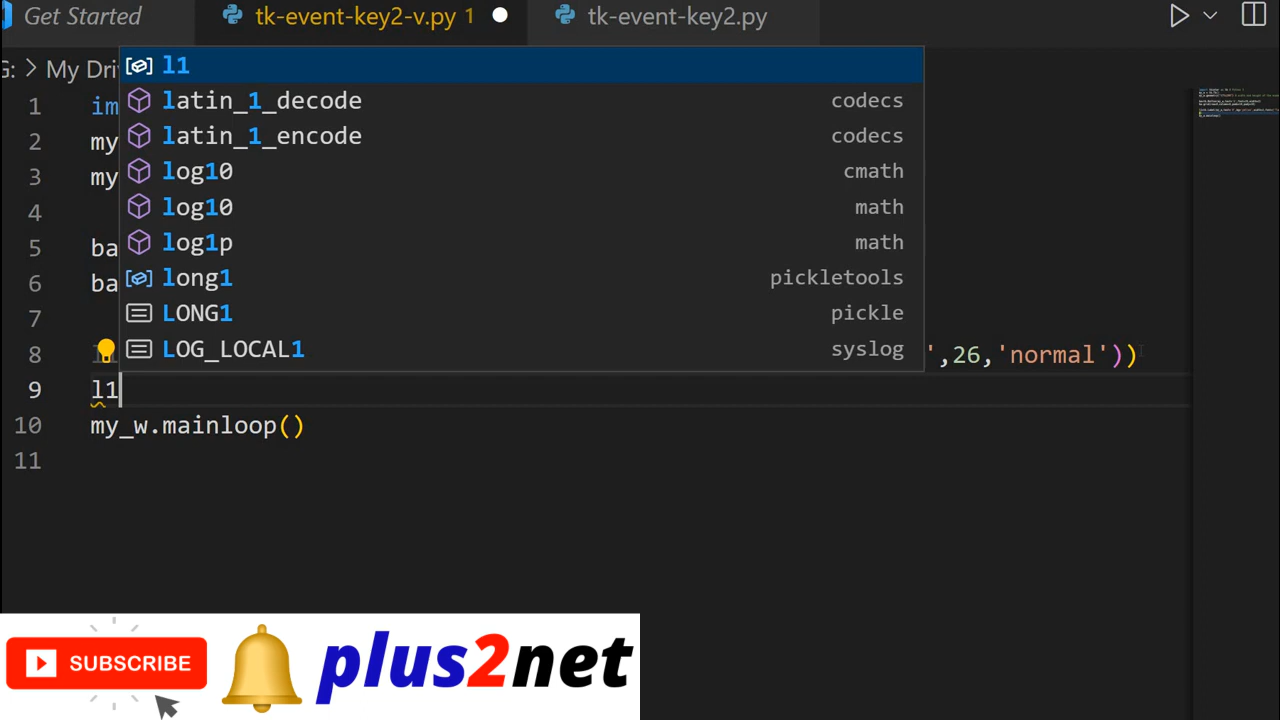 Get Started tk-event-key2-v.py 1 tk-event-key2.py
G: > My Dri
l1
latin_1_decode codecs
latin_1_encode codecs
log10 cmath
log10 math
log1p math
long1 pickletools
LONG1 pickle
LOG_LOCAL1 syslog
1 im
2 my
3 my
4
5 ba
6 ba
7
8 ',26,'normal'))
9 l1
10 my_w.mainloop()
11
SUBSCRIBE plus2net